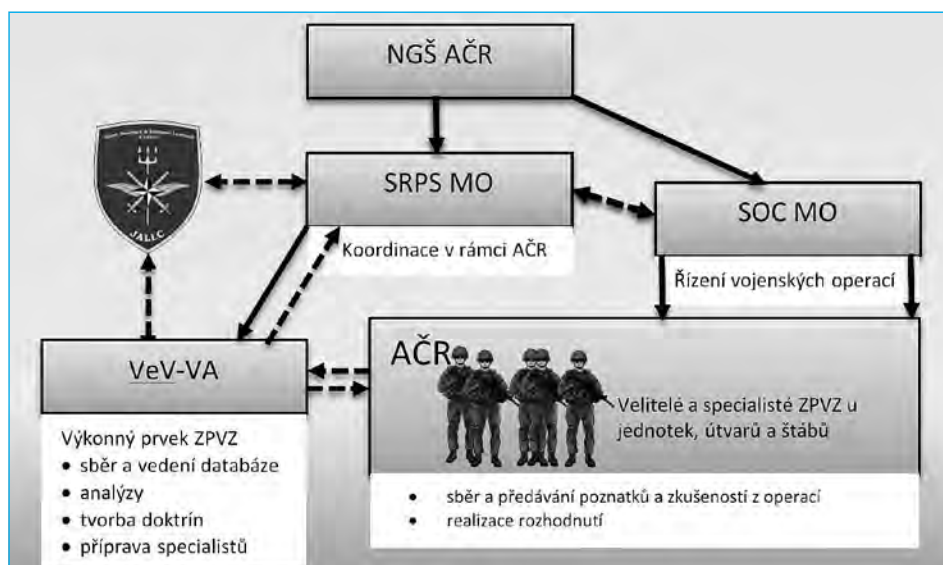 NGŠ AČR
SRPS MO
SOC MO
JALLC
Koordinace v rámci AČR
Řízení vojenských operací
VeV-VA
AČR
Velitelé a specialisté ZPVZ u
jednotek, útvarů a štábů
Výkonný prvek ZPVZ
• sběr a vedení databáze
• analýzy
• tvorba doktrín
• příprava specialistů
• sběr a předávání poznatků a zkušeností z operací
• realizace rozhodnutí